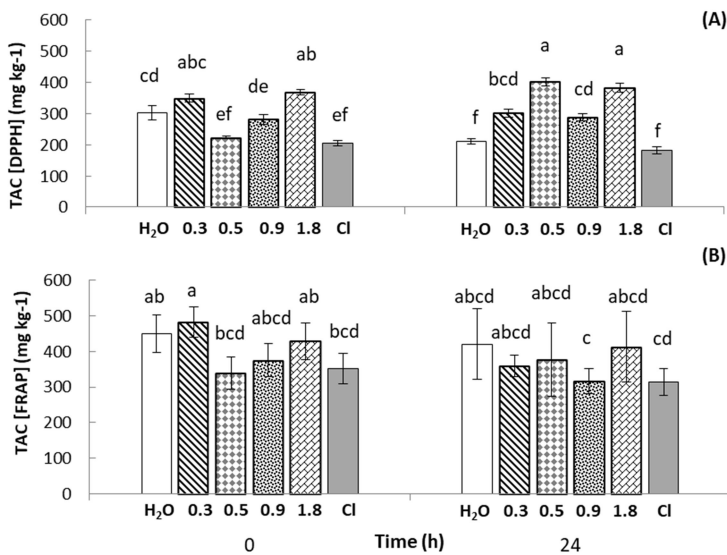 (A)
TAC [DPPH] (mg kg-1)
600
500
400
300
200
100
0
cd abc ef de ab ef f bcd a cd a f
H₂O 0.3 0.5 0.9 1.8 Cl H₂O 0.3 0.5 0.9 1.8 Cl
(B)
TAC [FRAP] (mg kg-1)
600
500
400
300
200
100
0
ab a bcd abcd ab bcd abcd abcd abcd c abcd cd
H₂O 0.3 0.5 0.9 1.8 Cl H₂O 0.3 0.5 0.9 1.8 Cl
0 Time (h) 24